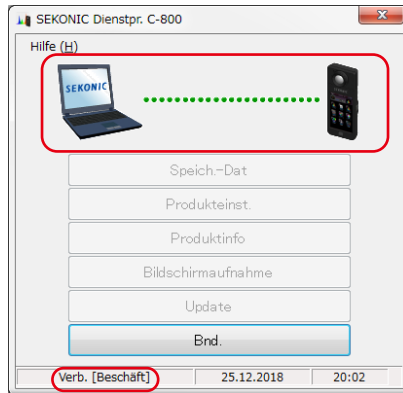 SEKONIC Dienstpr. C-800
Hilfe (H)
SEKONIC
Speich.-Dat
Produkteinst.
Produktinfo
Bildschirmaufnahme
Update
Bnd.
Verb. [Beschäft] 25.12.2018 20:02